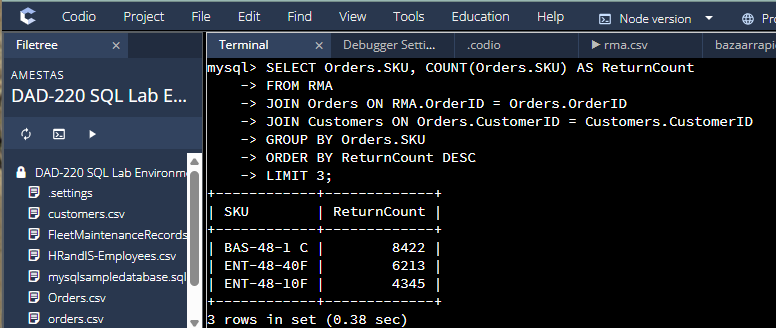 Codio Project File Edit Find View Tools Education Help Node version Pro
Filetree Terminal Debugger Setti... .codio rma.csv bazaarrapi
AMESTAS
DAD-220 SQL Lab E...
DAD-220 SQL Lab Environm
.settings
customers.csv
FleetMaintenanceRecords
HRandIS-Employees.csv
mysqlsampledatabase.sql
Orders.csv
orders.csv
mysql> SELECT Orders.SKU, COUNT(Orders.SKU) AS ReturnCount
-> FROM RMA
-> JOIN Orders ON RMA.OrderID = Orders.OrderID
-> JOIN Customers ON Orders.CustomerID = Customers.CustomerID
-> GROUP BY Orders.SKU
-> ORDER BY ReturnCount DESC
-> LIMIT 3;
+------------+-------------+
| SKU | ReturnCount |
+------------+-------------+
| BAS-48-1 C | 8422 |
| ENT-48-40F | 6213 |
| ENT-48-10F | 4345 |
+------------+-------------+
3 rows in set (0.38 sec)